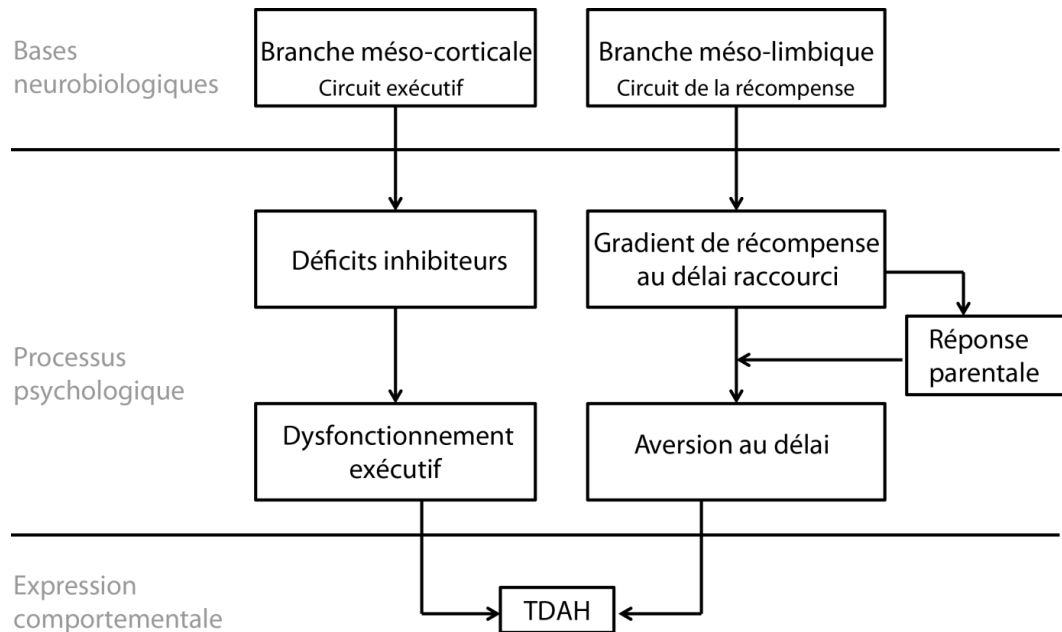 Bases
neurobiologiques
Branche méso-corticale
Circuit exécutif
Branche méso-limbique
Circuit de la récompense
Processus
psychologique
Déficits inhibiteurs
Gradient de récompense
au délai raccourci
Réponse
parentale
Dysfonctionnement
exécutif
Aversion au délai
Expression
comportementale
TDAH